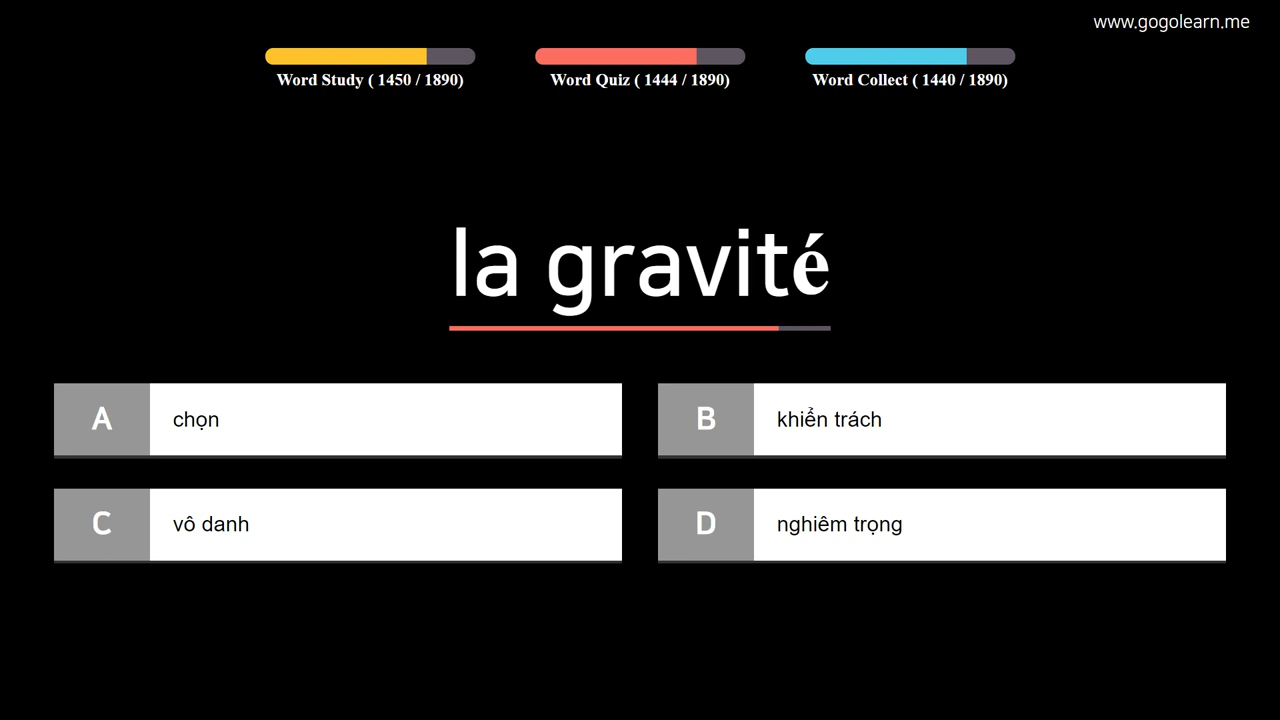 www.gogolearn.me
Word Study ( 1450 / 1890)
Word Quiz ( 1444 / 1890)
Word Collect ( 1440 / 1890)
la gravité
A chọn
B khiển trách
C vô danh
D nghiêm trọng